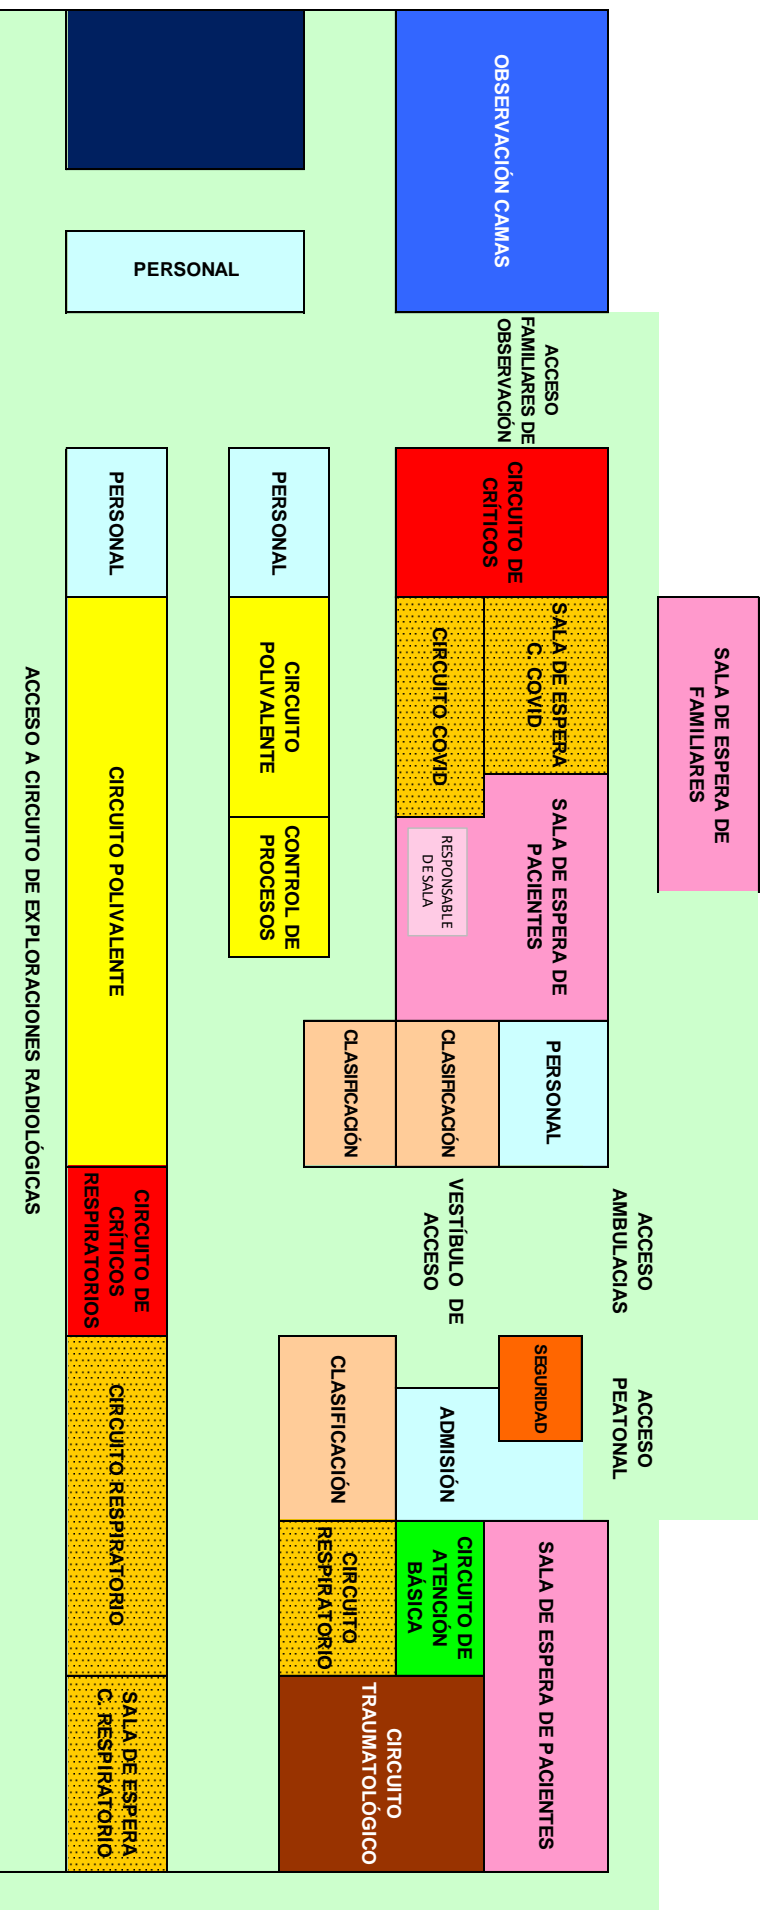 OBSERVACIÓN CAMAS
PERSONAL
ACCESO
FAMILIARES DE
OBSERVACIÓN
PERSONAL
PERSONAL
CIRCUITO DE
CRÍTICOS
SALA DE ESPERA DE
FAMILIARES
SALA DE ESPERA
C. COVID
CIRCUITO COVID
CIRCUITO
POLIVALENTE
CIRCUITO POLIVALENTE
ACCESO A CIRCUITO DE EXPLORACIONES RADIOLÓGICAS
SALA DE ESPERA DE
PACIENTES
RESPONSABLE
DE SALA
CONTROL DE
PROCESOS
PERSONAL
CLASIFICACIÓN
CLASIFICACIÓN
ACCESO
AMBULACIAS
VESTÍBULO DE
ACCESO
CIRCUITO DE
CRÍTICOS
RESPIRATORIOS
ACCESO
PEATONAL
SEGURIDAD
ADMISIÓN
CLASIFICACIÓN
CIRCUITO RESPIRATORIO
SALA DE ESPERA DE PACIENTES
CIRCUITO DE
ATENCIÓN
BÁSICA
CIRCUITO
RESPIRATORIO
CIRCUITO
TRAUMATOLÓGICO
SALA DE ESPERA
C. RESPIRATORIO